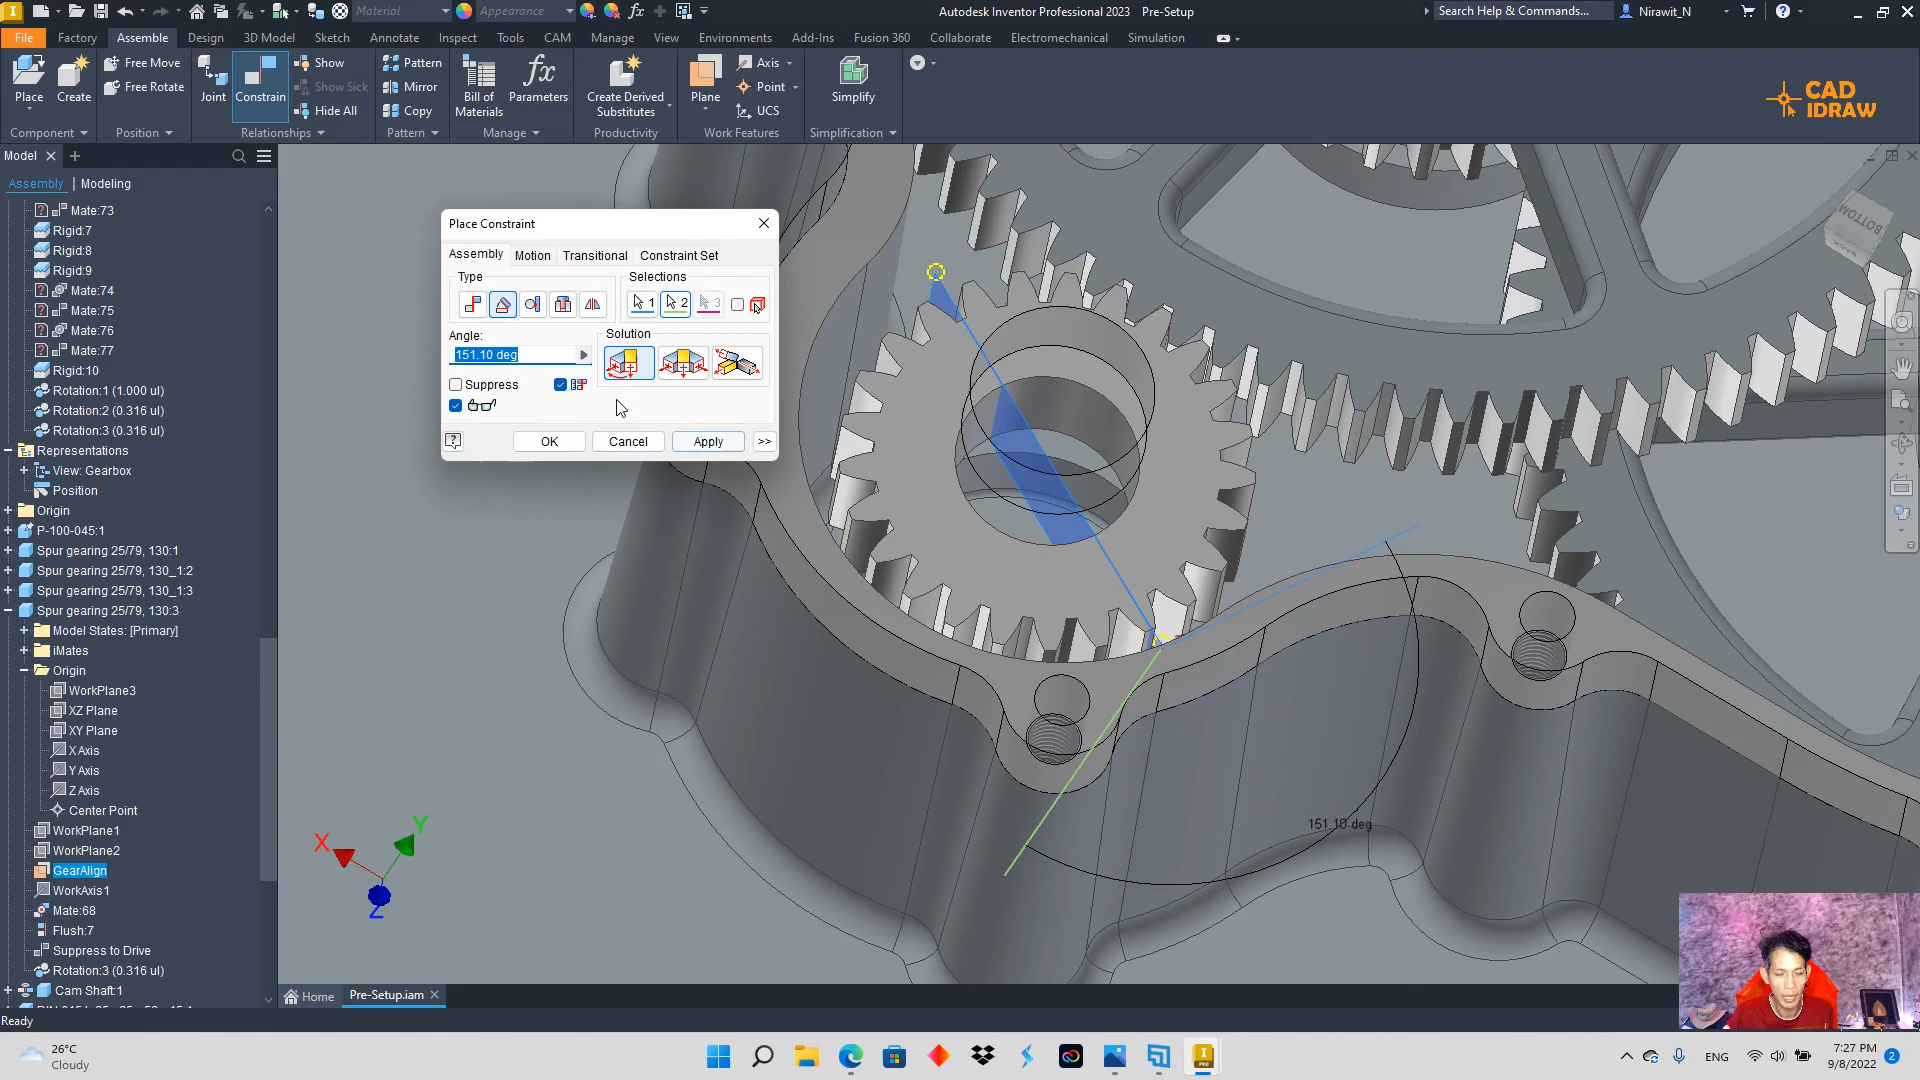 Material
Appearance
fx
Autodesk Inventor Professional 2023 Pre-Setup
Search Help & Commands...
Nirawit_N
File Factory Assemble Design 3D Model Sketch Annotate Inspect Tools CAM Manage View Environments Add-Ins Fusion 360 Collaborate Electromechanical Simulation
Place
Create
Free Move
Free Rotate
Joint
Constrain
Show
Show Sick
Hide All
Pattern
Mirror
Copy
Bill of
Materials
fx
Parameters
Create Derived
Substitutes
Plane
Axis
Point
UCS
Simplify
CAD
IDRAW
Component Position Relationships Pattern Manage Productivity Work Features Simplification
Model
Assembly | Modeling
Mate:73
Rigid:7
Rigid:8
Rigid:9
Mate:74
Mate:75
Mate:76
Mate:77
Rigid:10
Rotation:1 (1.000 ul)
Rotation:2 (0.316 ul)
Rotation:3 (0.316 ul)
Representations
View: Gearbox
Position
Origin
P-100-045:1
Spur gearing 25/79, 130:1
Spur gearing 25/79, 130_1:2
Spur gearing 25/79, 130_1:3
Spur gearing 25/79, 130:3
Model States: [Primary]
iMates
Origin
WorkPlane3
XZ Plane
XY Plane
X Axis
Y Axis
Z Axis
Center Point
WorkPlane1
WorkPlane2
GearAlign
WorkAxis1
Mate:68
Flush:7
Suppress to Drive
Rotation:3 (0.316 ul)
Cam Shaft:1
Place Constraint
Assembly Motion Transitional Constraint Set
Type
Selections
1 2 3
Angle:
151.10 deg
Solution
Suppress
OK Cancel Apply >>
BOTTOM
151.10 deg
X
Y
Z
Home Pre-Setup.iam
Ready
26°C
Cloudy
ENG
7:27 PM
9/8/2022
2